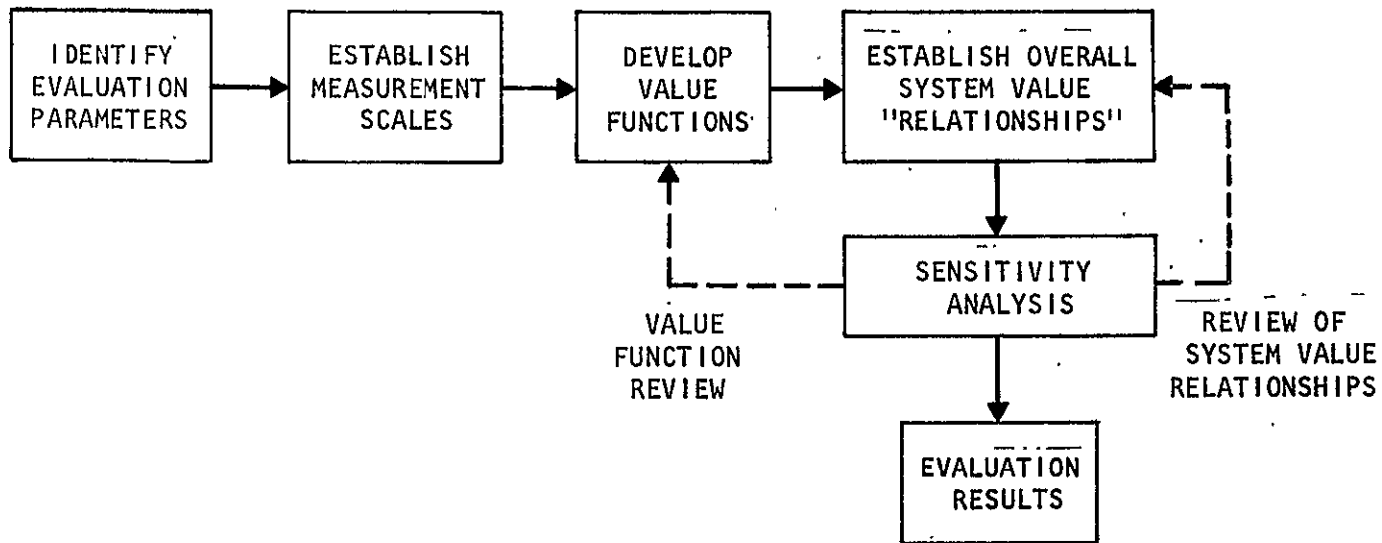 IDENTIFY
EVALUATION
PARAMETERS
ESTABLISH
MEASUREMENT
SCALES
DEVELOP
VALUE
FUNCTIONS
ESTABLISH OVERALL
SYSTEM VALUE
"RELATIONSHIPS"
SENSITIVITY
ANALYSIS
VALUE
FUNCTION
REVIEW
REVIEW OF
SYSTEM VALUE
RELATIONSHIPS
EVALUATION
RESULTS